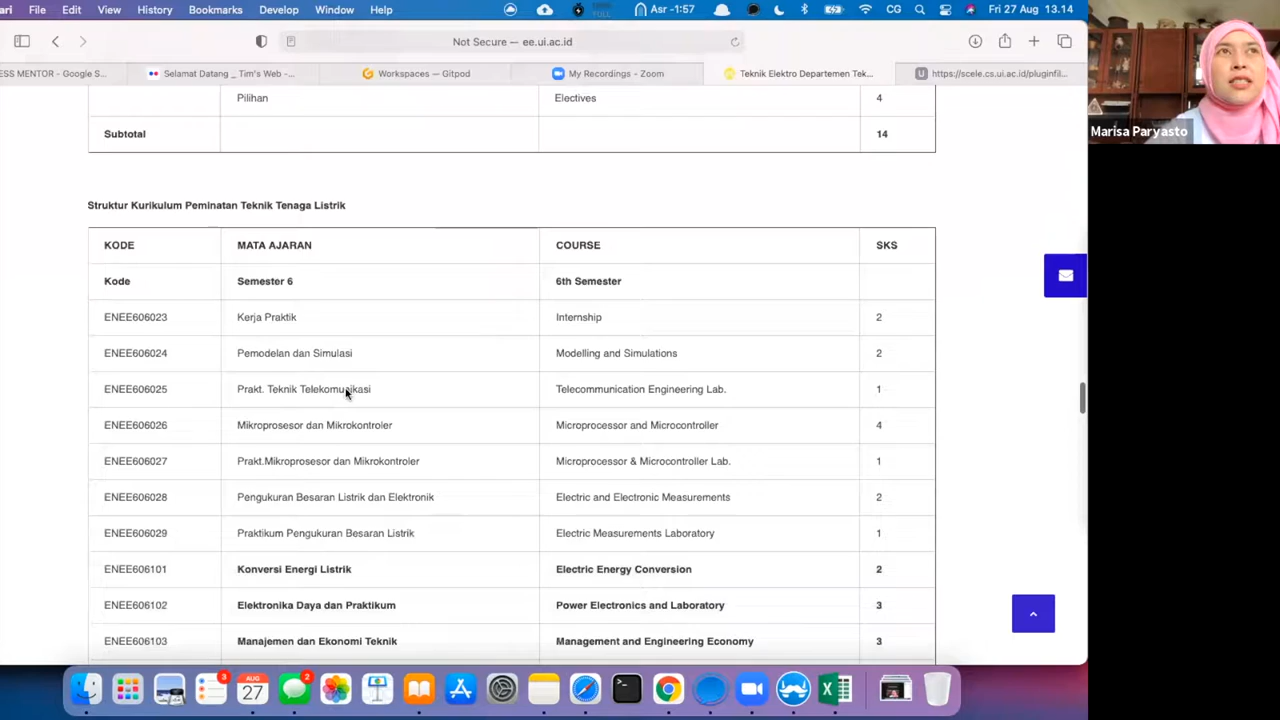 ari File Edit View History Bookmarks Develop Window Help Asr -1:57 CG Fri 27 Aug 13.14
Not Secure — ee.ui.ac.id
ESS MENTOR - Google S... Selamat Datang _ Tim's Web -... Workspaces — Gitpod My Recordings - Zoom Teknik Elektro Departemen Tek... https://scele.cs.ui.ac.id/pluginfil...
Marisa Paryasto
Pilihan Electives 4
Subtotal 14
Struktur Kurikulum Peminatan Teknik Tenaga Listrik
KODE MATA AJARAN COURSE SKS
Kode Semester 6 6th Semester
ENEE606023 Kerja Praktik Internship 2
ENEE606024 Pemodelan dan Simulasi Modelling and Simulations 2
ENEE606025 Prakt. Teknik Telekomunikasi Telecommunication Engineering Lab. 1
ENEE606026 Mikroprosesor dan Mikrokontroler Microprocessor and Microcontroller 4
ENEE606027 Prakt.Mikroprosesor dan Mikrokontroler Microprocessor & Microcontroller Lab. 1
ENEE606028 Pengukuran Besaran Listrik dan Elektronik Electric and Electronic Measurements 2
ENEE606029 Praktikum Pengukuran Besaran Listrik Electric Measurements Laboratory 1
ENEE606101 Konversi Energi Listrik Electric Energy Conversion 2
ENEE606102 Elektronika Daya dan Praktikum Power Electronics and Laboratory 3
ENEE606103 Manajemen dan Ekonomi Teknik Management and Engineering Economy 3
3 AUG 27 2